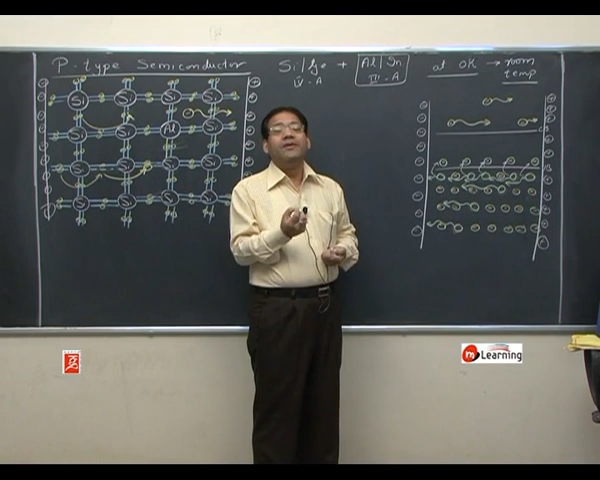 P-type Semiconductor
Si/Ge + Al/In
IV-A III-A
at 0K → room temp
Si Si Si Si
Si Si Al Si
Si Si Si Si
Si Si Si Si
m Learning